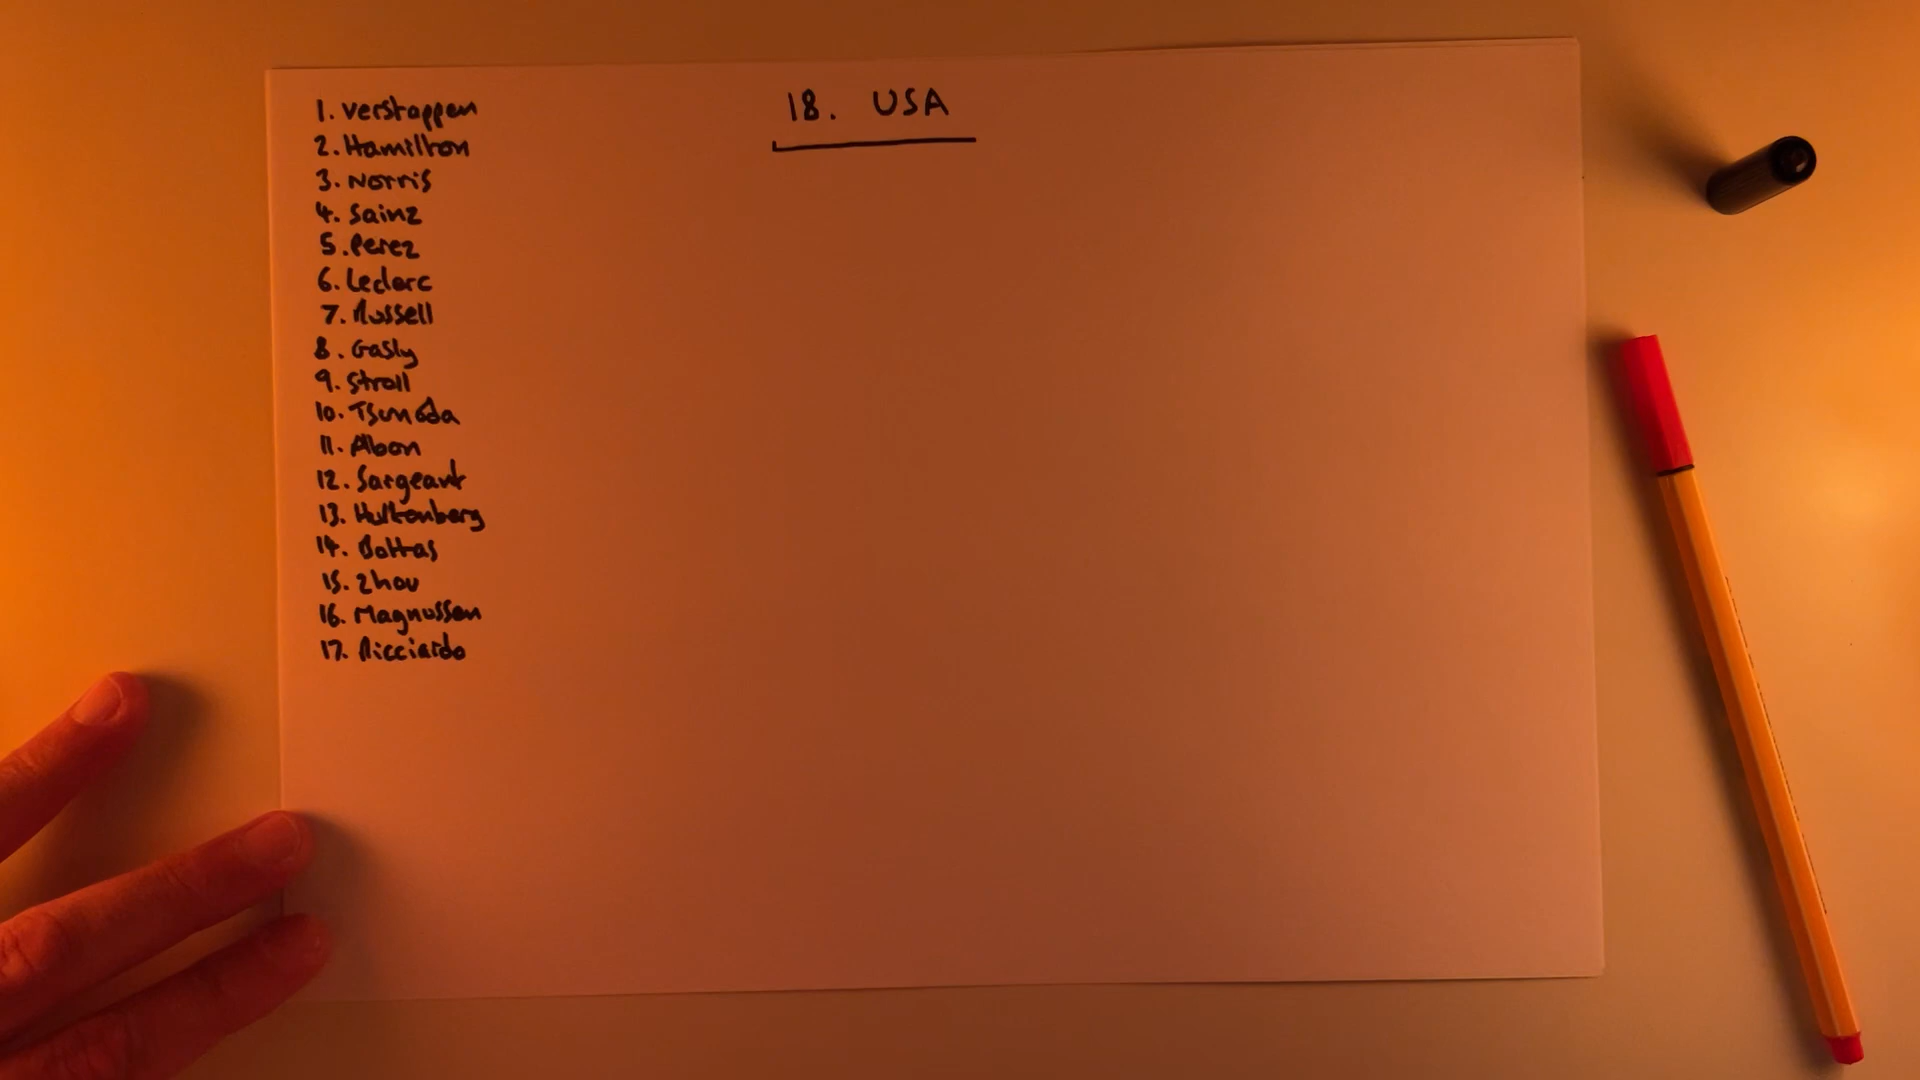 18. USA
1. Verstappen
2. Hamilton
3. Norris
4. Sainz
5. Perez
6. Leclerc
7. Russell
8. Gasly
9. Stroll
10. Tsunoda
11. Albon
12. Sargeant
13. Hulkenberg
14. Bottas
15. Zhou
16. Magnussen
17. Ricciardo